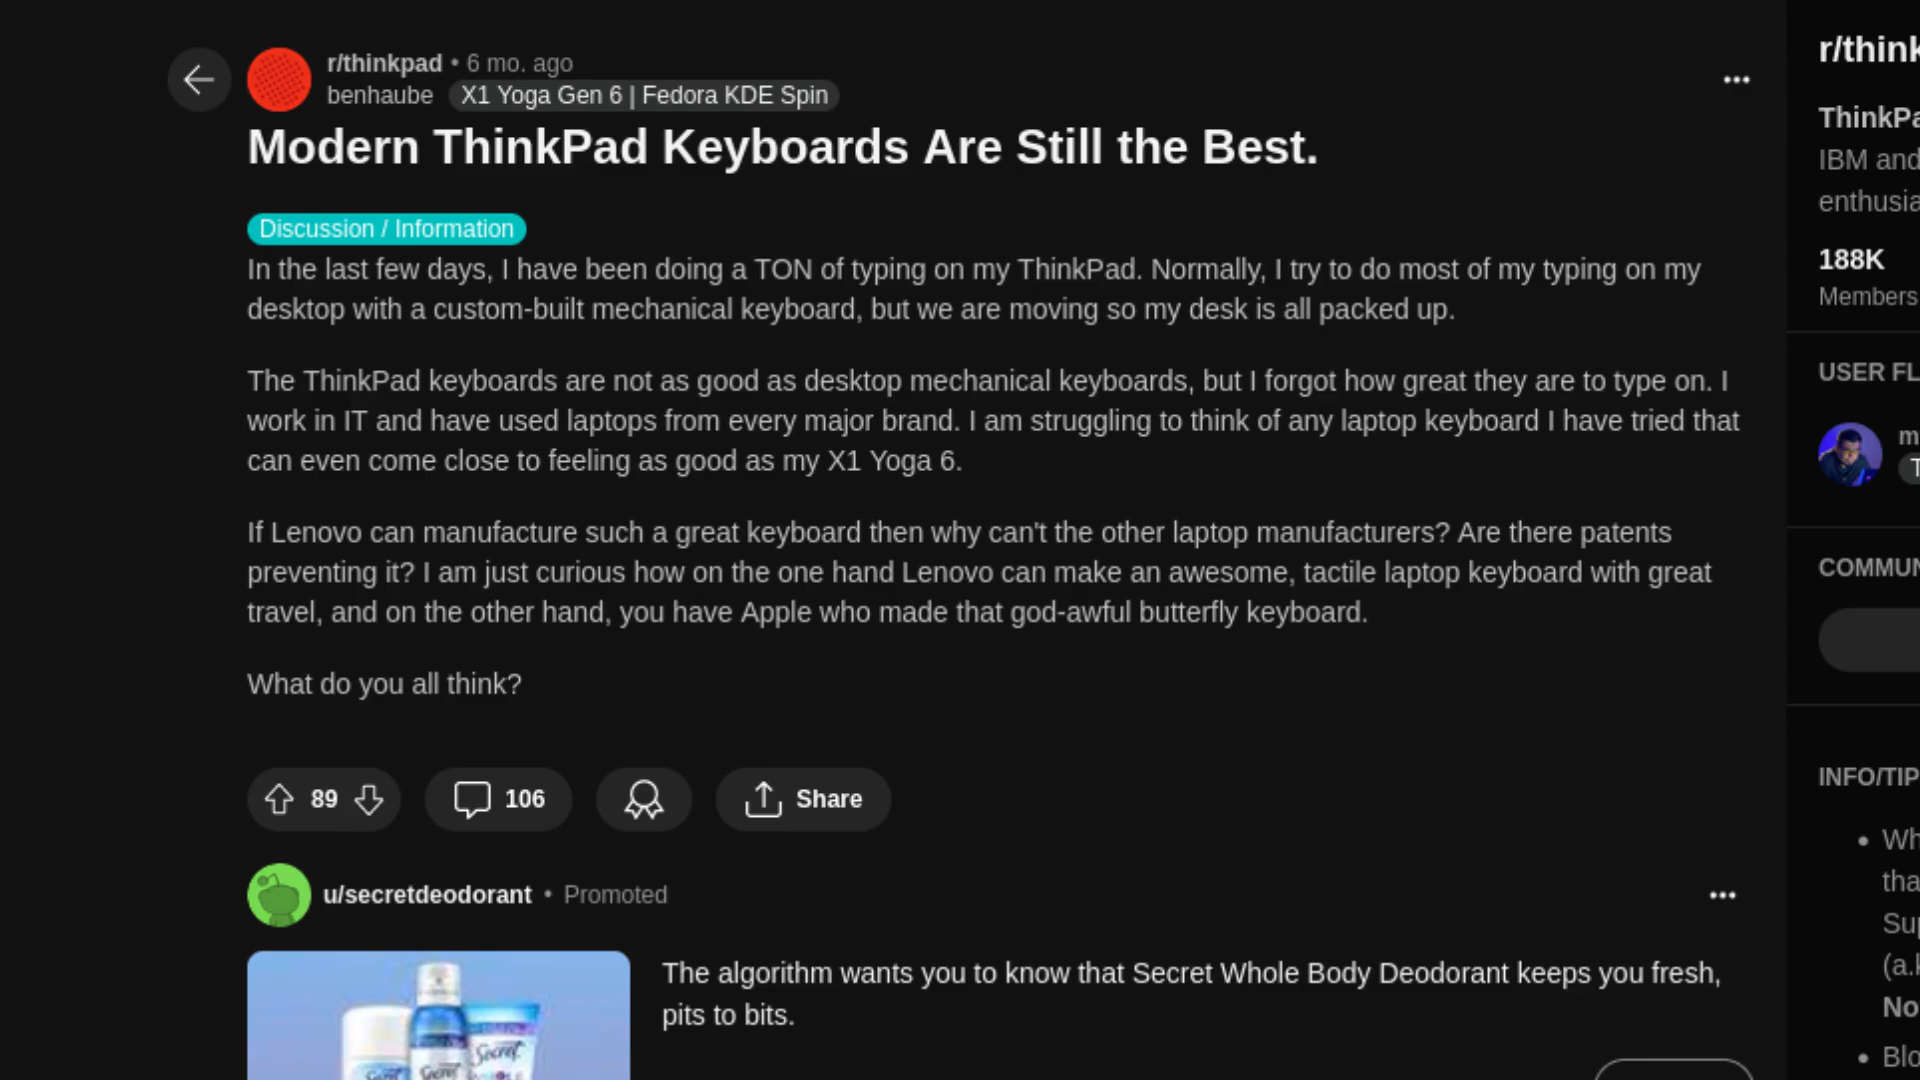 r/thinkpad • 6 mo. ago
benhaube X1 Yoga Gen 6 | Fedora KDE Spin
Modern ThinkPad Keyboards Are Still the Best.
Discussion / Information
In the last few days, I have been doing a TON of typing on my ThinkPad. Normally, I try to do most of my typing on my
desktop with a custom-built mechanical keyboard, but we are moving so my desk is all packed up.
The ThinkPad keyboards are not as good as desktop mechanical keyboards, but I forgot how great they are to type on. I
work in IT and have used laptops from every major brand. I am struggling to think of any laptop keyboard I have tried that
can even come close to feeling as good as my X1 Yoga 6.
If Lenovo can manufacture such a great keyboard then why can't the other laptop manufacturers? Are there patents
preventing it? I am just curious how on the one hand Lenovo can make an awesome, tactile laptop keyboard with great
travel, and on the other hand, you have Apple who made that god-awful butterfly keyboard.
What do you all think?
89 106 Share
u/secretdeodorant • Promoted
The algorithm wants you to know that Secret Whole Body Deodorant keeps you fresh,
pits to bits.
Secret
r/think
ThinkPa
IBM and
enthusia
188K
Members
USER FL
m
T
COMMUN
INFO/TIP
• Wh
tha
Sup
(a.k
No
• Blo